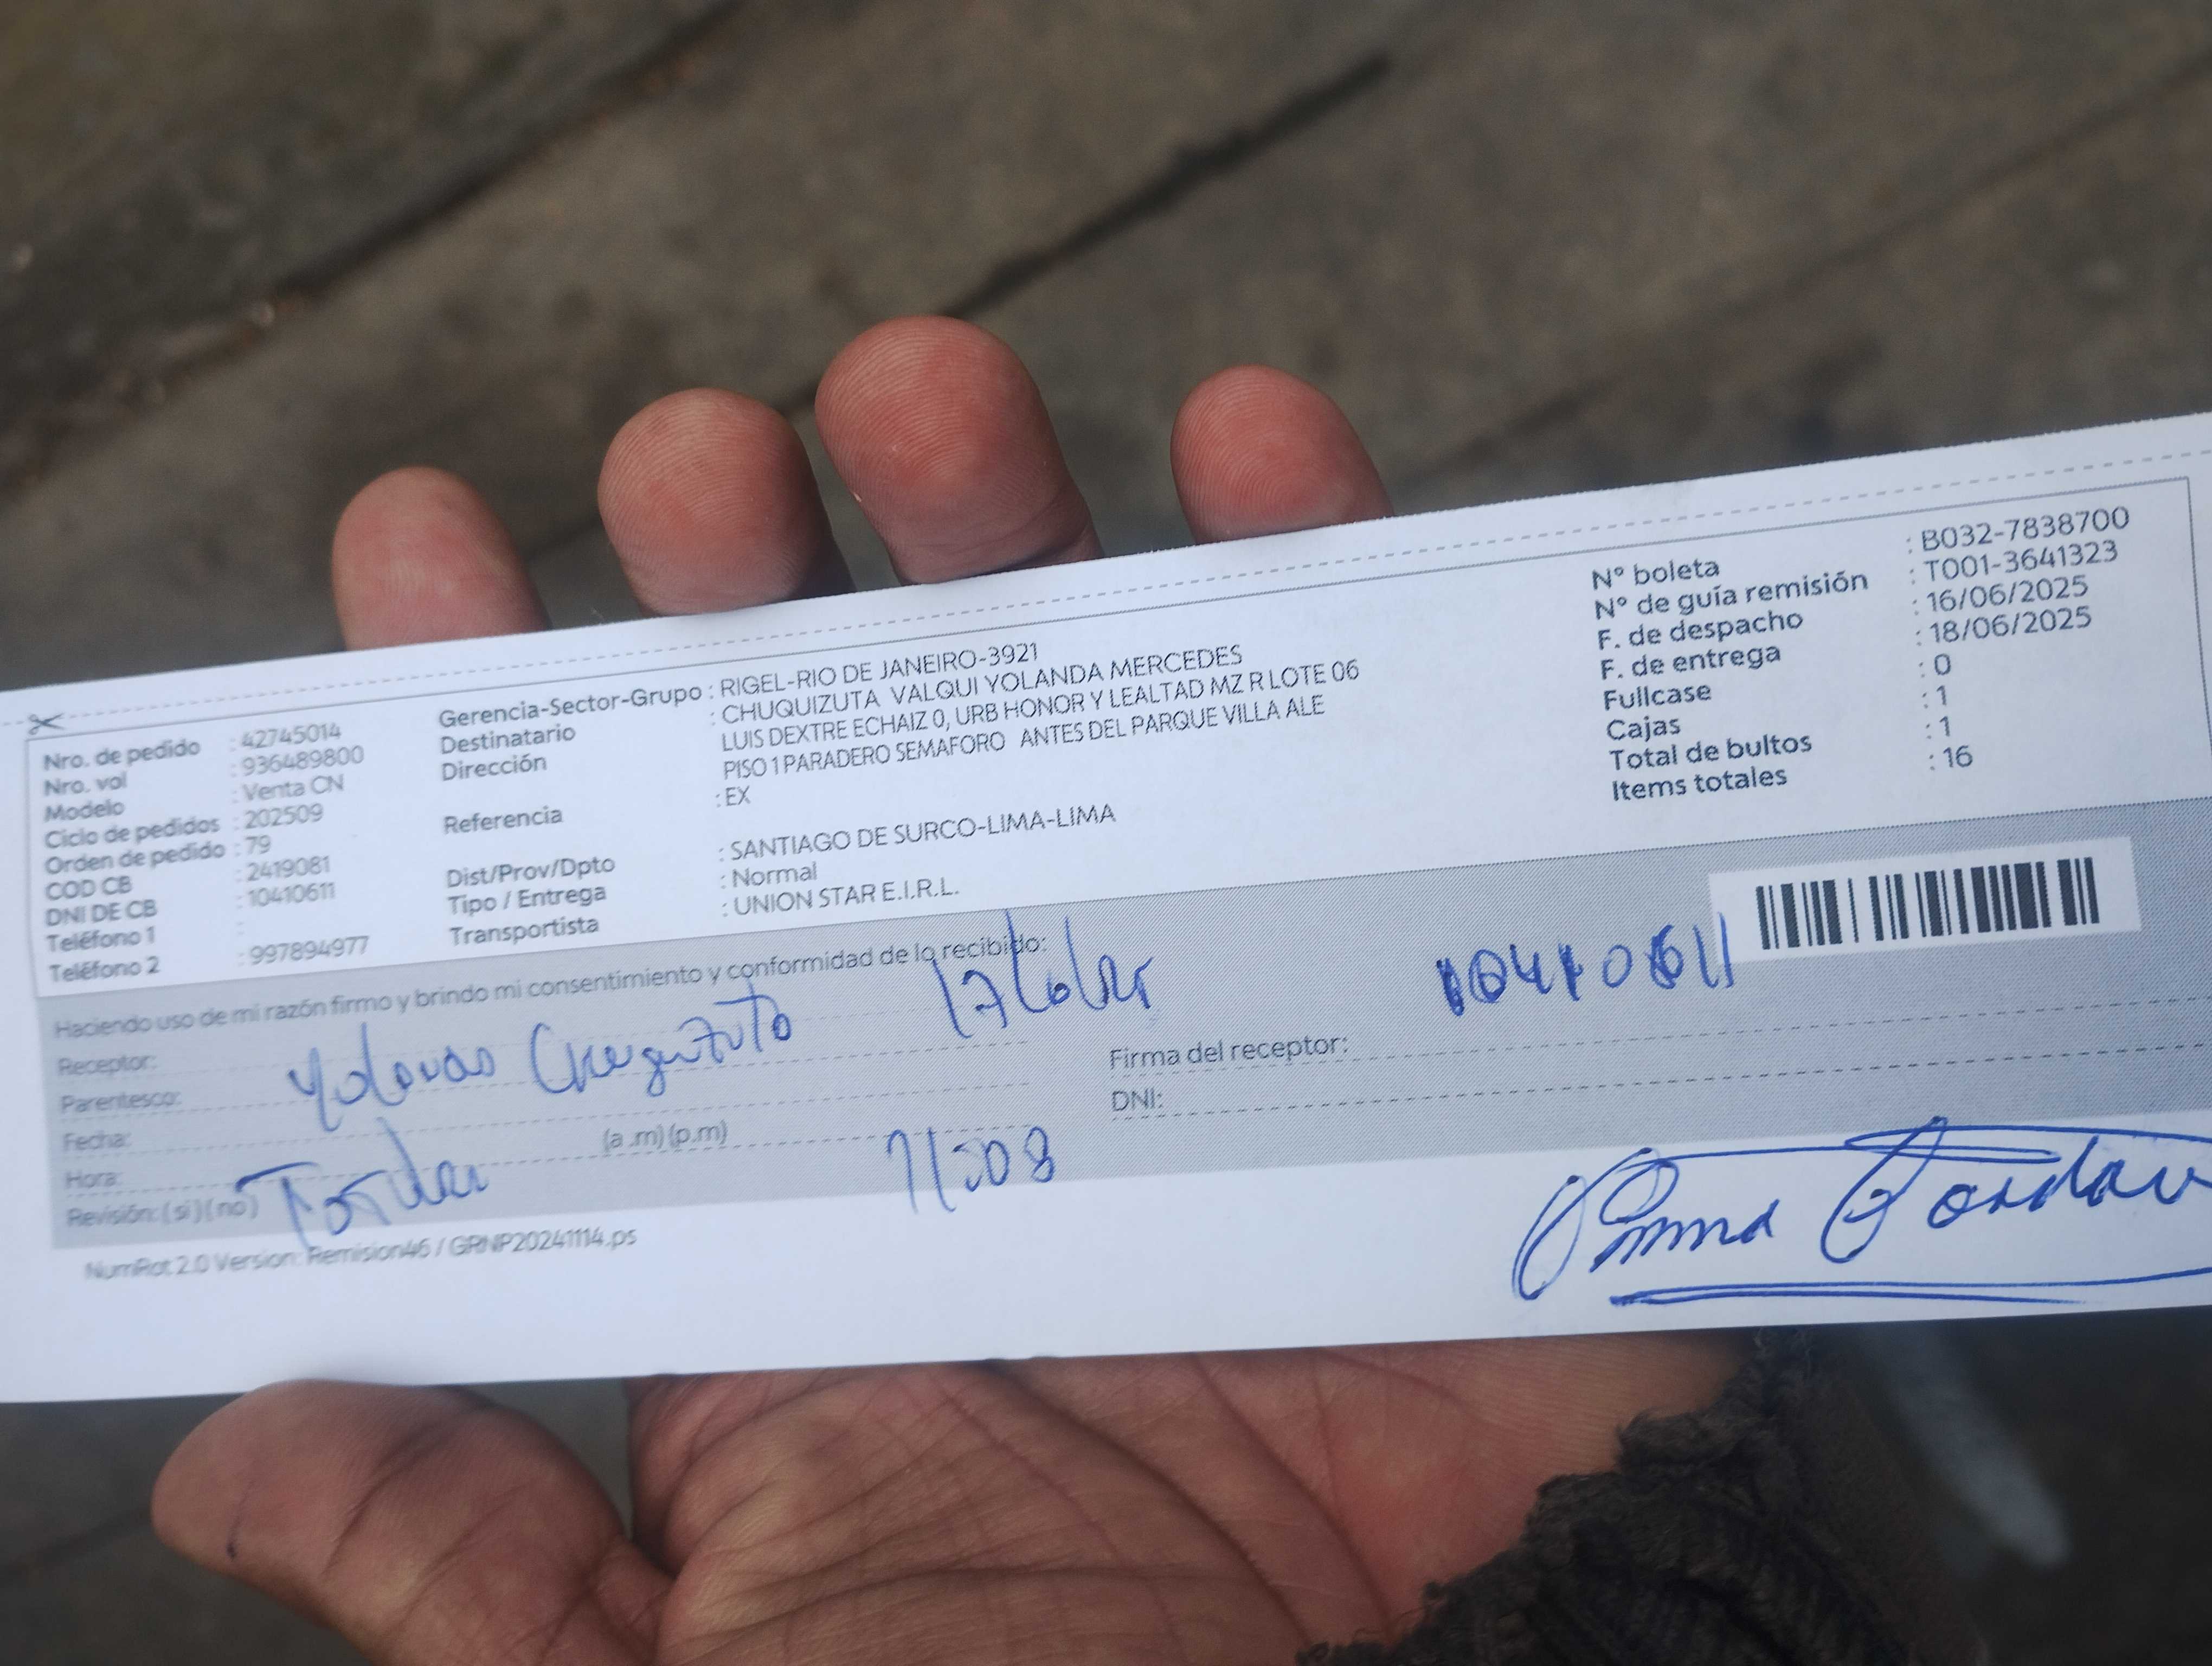 Nro. de pedido : 42745014
Nro. vol : 936489800
Modelo : Venta CN
Ciclo de pedidos : 202509
Orden de pedido : 79
COD CB : 2419081
DNI DE CB : 10410611
Teléfono 1 :
Teléfono 2 : 997894977
Gerencia-Sector-Grupo : RIGEL-RIO DE JANEIRO-3921
Destinatario : CHUQUIZUTA VALQUI YOLANDA MERCEDES
Dirección LUIS DEXTRE ECHAIZ 0, URB HONOR Y LEALTAD MZ R LOTE 06
PISO 1 PARADERO SEMAFORO ANTES DEL PARQUE VILLA ALE
Referencia : EX
Dist/Prov/Dpto : SANTIAGO DE SURCO-LIMA-LIMA
Tipo / Entrega : Normal
Transportista : UNION STAR E.I.R.L.
N° boleta : B032-7838700
N° de guía remisión : T001-3641323
F. de despacho : 16/06/2025
F. de entrega : 18/06/2025
Fullcase : 0
Cajas : 1
Total de bultos : 1
Items totales : 16
Haciendo uso de mi razón firmo y brindo mi consentimiento y conformidad de lo recibido:
Receptor:
Parentesco:
Fecha:
Hora: (a.m) (p.m)
Revisión: ( si ) ( no )
Firma del receptor:
DNI:
10410611
11:08
NumRot 2.0 Version: Remision46 / GRNP20241114.ps